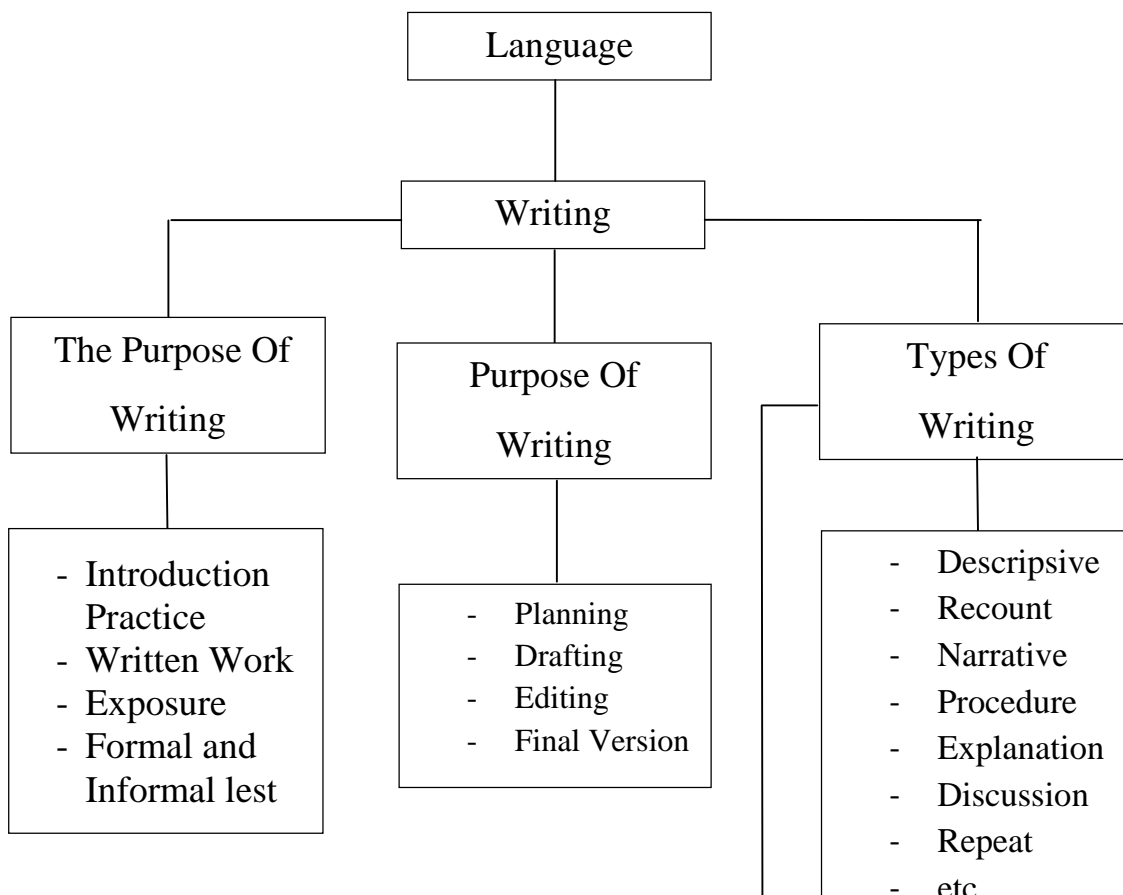 Language
Writing
The Purpose Of
Writing
Purpose Of
Writing
Types Of
Writing
- Introduction
Practice
- Written Work
- Exposure
- Formal and
Informal lest
- Planning
- Drafting
- Editing
- Final Version
- Descripsive
- Recount
- Narrative
- Procedure
- Explanation
- Discussion
- Repeat
- etc